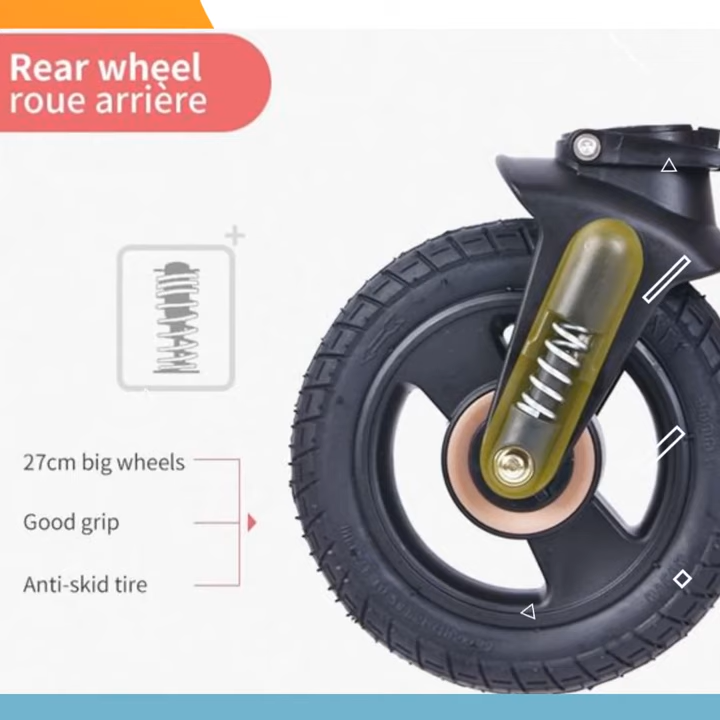 Rear wheel
roue arrière
27cm big wheels
Good grip
Anti-skid tire